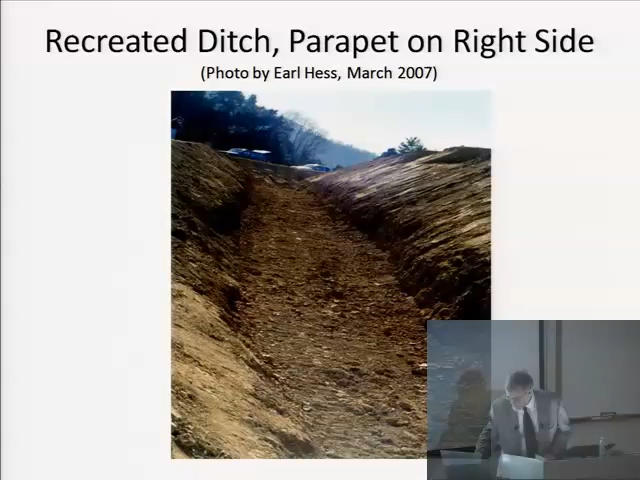 Recreated Ditch, Parapet on Right Side
(Photo by Earl Hess, March 2007)